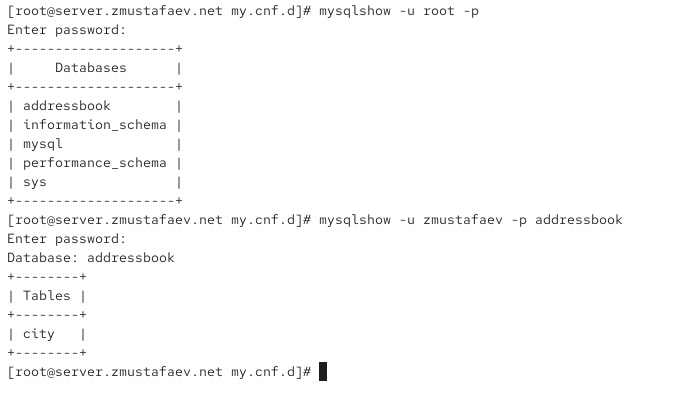 [root@server.zmustafaev.net my.cnf.d]# mysqlshow -u root -p
Enter password:
+--------------------+
|     Databases      |
+--------------------+
| addressbook        |
| information_schema |
| mysql              |
| performance_schema |
| sys                |
+--------------------+
[root@server.zmustafaev.net my.cnf.d]# mysqlshow -u zmustafaev -p addressbook
Enter password:
Database: addressbook
+--------+
| Tables |
+--------+
| city   |
+--------+
[root@server.zmustafaev.net my.cnf.d]#